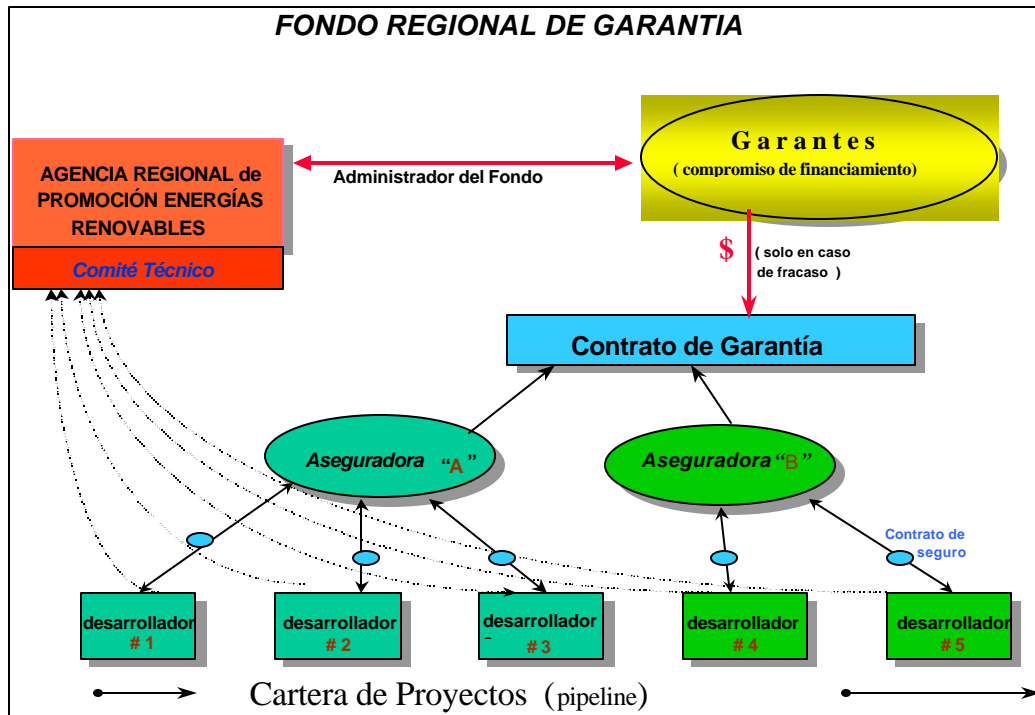 FONDO REGIONAL DE GARANTIA
AGENCIA REGIONAL de
PROMOCIÓN ENERGÍAS
RENOVABLES
Comité Técnico
Administrador del Fondo
Garantes
( compromiso de financiamiento)
$ ( solo en caso
de fracaso )
Contrato de Garantía
Aseguradora “A”
Aseguradora “B”
Contrato de
seguro
desarrollador
# 1
desarrollador
# 2
desarrollador
# 3
desarrollador
# 4
desarrollador
# 5
Cartera de Proyectos (pipeline)